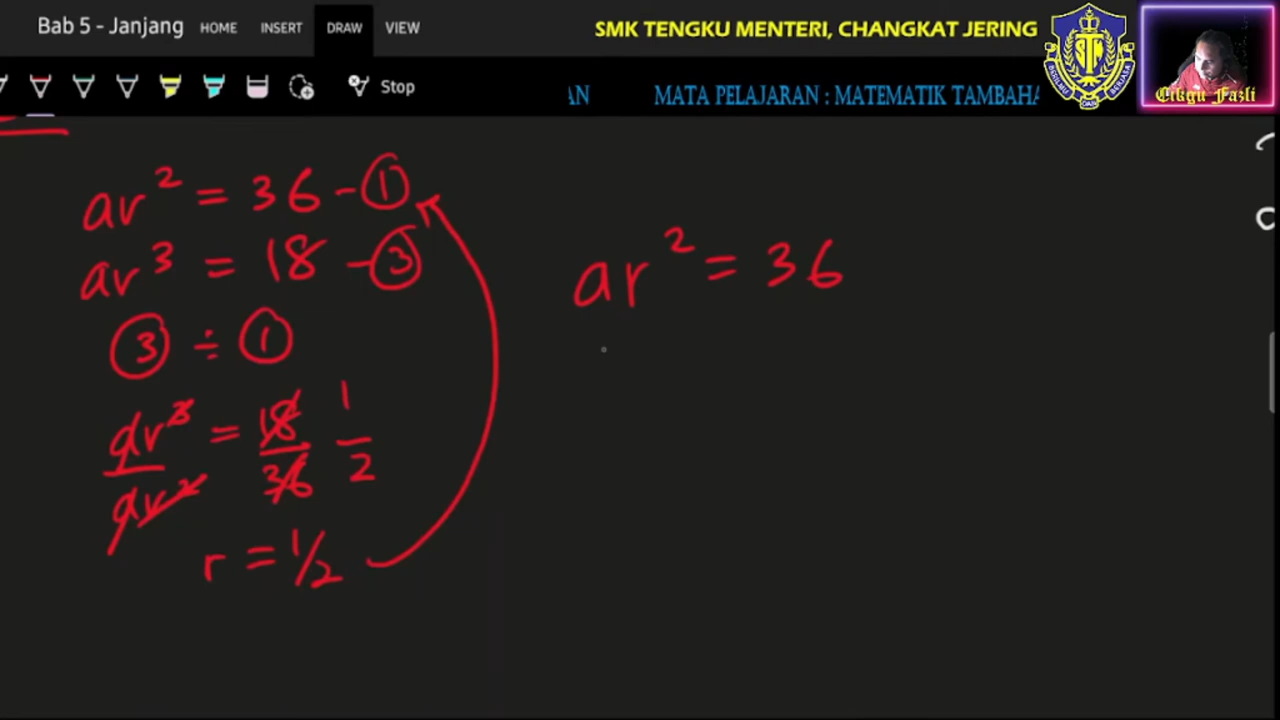 Bab 5 - Janjang HOME INSERT DRAW VIEW
SMK TENGKU MENTERI, CHANGKAT JERING
Stop
AN MATA PELAJARAN : MATEMATIK TAMBAHA
Cikgu Fazli
ar² = 36 - ①
ar³ = 18 - ③
③ ÷ ①
ar³/ar² = 18/36 1/2
r = 1/2
ar² = 36